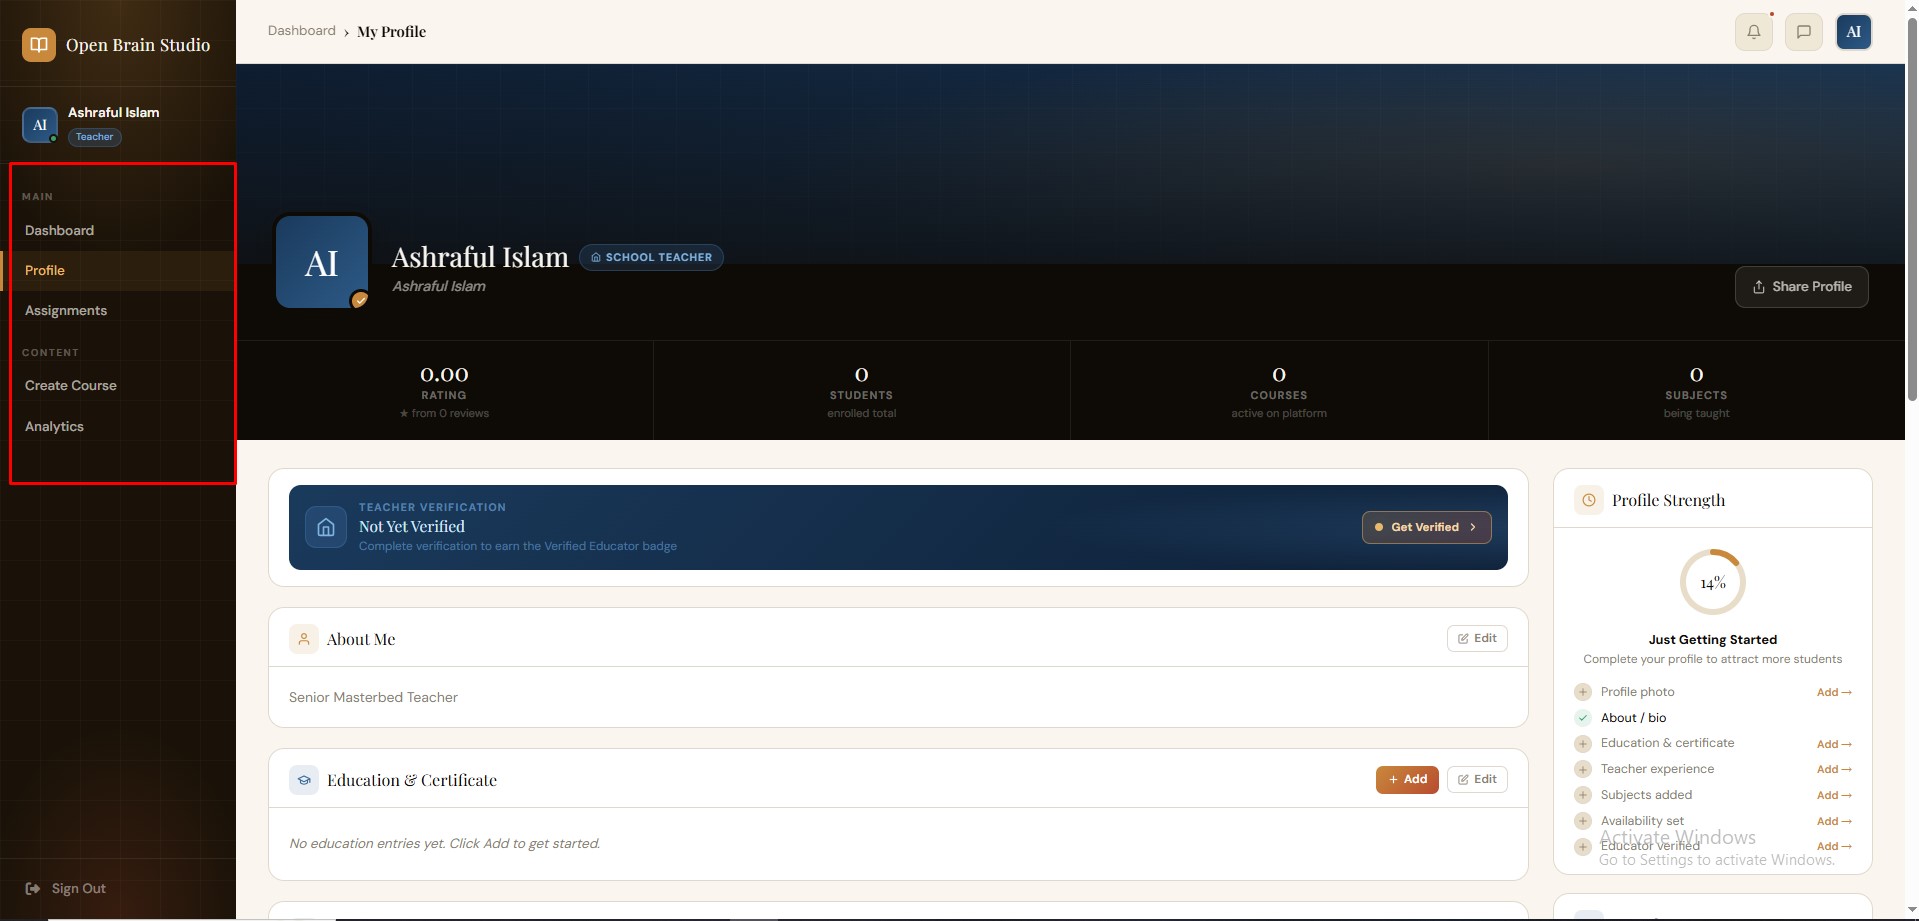 Open Brain Studio
AI
Ashraful Islam
Teacher
MAIN
Dashboard
Profile
Assignments
CONTENT
Create Course
Analytics
Sign Out
Dashboard › My Profile
AI
AI
Ashraful Islam
SCHOOL TEACHER
Ashraful Islam
Share Profile
0.00
RATING
★ from 0 reviews
0
STUDENTS
enrolled total
0
COURSES
active on platform
0
SUBJECTS
being taught
TEACHER VERIFICATION
Not Yet Verified
Complete verification to earn the Verified Educator badge
Get Verified
About Me
Edit
Senior Masterbed Teacher
Education & Certificate
+ Add
Edit
No education entries yet. Click Add to get started.
Profile Strength
14%
Just Getting Started
Complete your profile to attract more students
Profile photo Add →
About / bio
Education & certificate Add →
Teacher experience Add →
Subjects added Add →
Availability set Add →
Educator verified Add →
Activate Windows
Go to Settings to activate Windows.